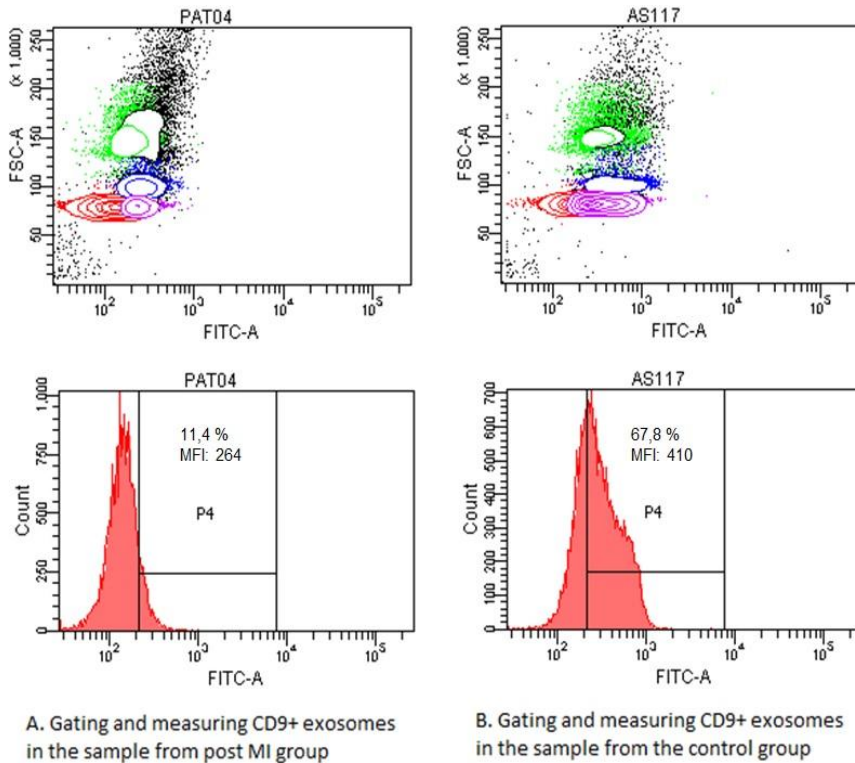 PAT04
FSC-A
(x 1,000)
50 100 150 200 250
10² 10³ 10⁴ 10⁵
FITC-A
AS117
FSC-A
(x 1,000)
50 100 150 200 250
10² 10³ 10⁴ 10⁵
FITC-A
PAT04
Count
0 250 500 750 1,000
11,4 %
MFI: 264
P4
10² 10³ 10⁴ 10⁵
FITC-A
AS117
Count
0 100 200 300 400 500 600 700
67,8 %
MFI: 410
P4
10² 10³ 10⁴ 10⁵
FITC-A
A. Gating and measuring CD9+ exosomes
in the sample from post MI group
B. Gating and measuring CD9+ exosomes
in the sample from the control group